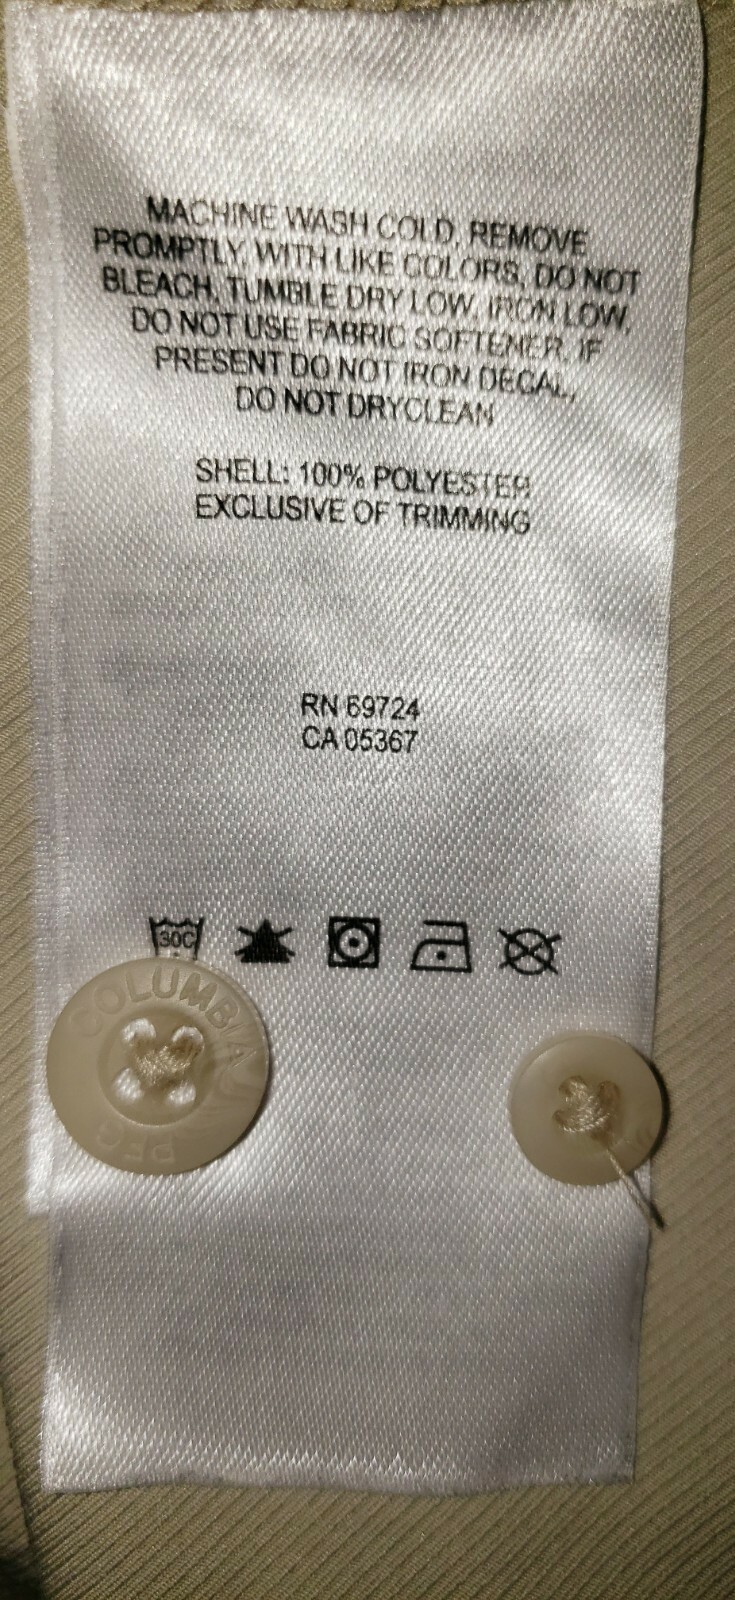 MACHINE WASH COLD, REMOVE
PROMPTLY, WITH LIKE COLORS, DO NOT
BLEACH, TUMBLE DRY LOW, IRON LOW,
DO NOT USE FABRIC SOFTENER, IF
PRESENT DO NOT IRON DECAL,
DO NOT DRYCLEAN
SHELL: 100% POLYESTER
EXCLUSIVE OF TRIMMING
RN 69724
CA 05367
30C
COLUMBIA
PFG